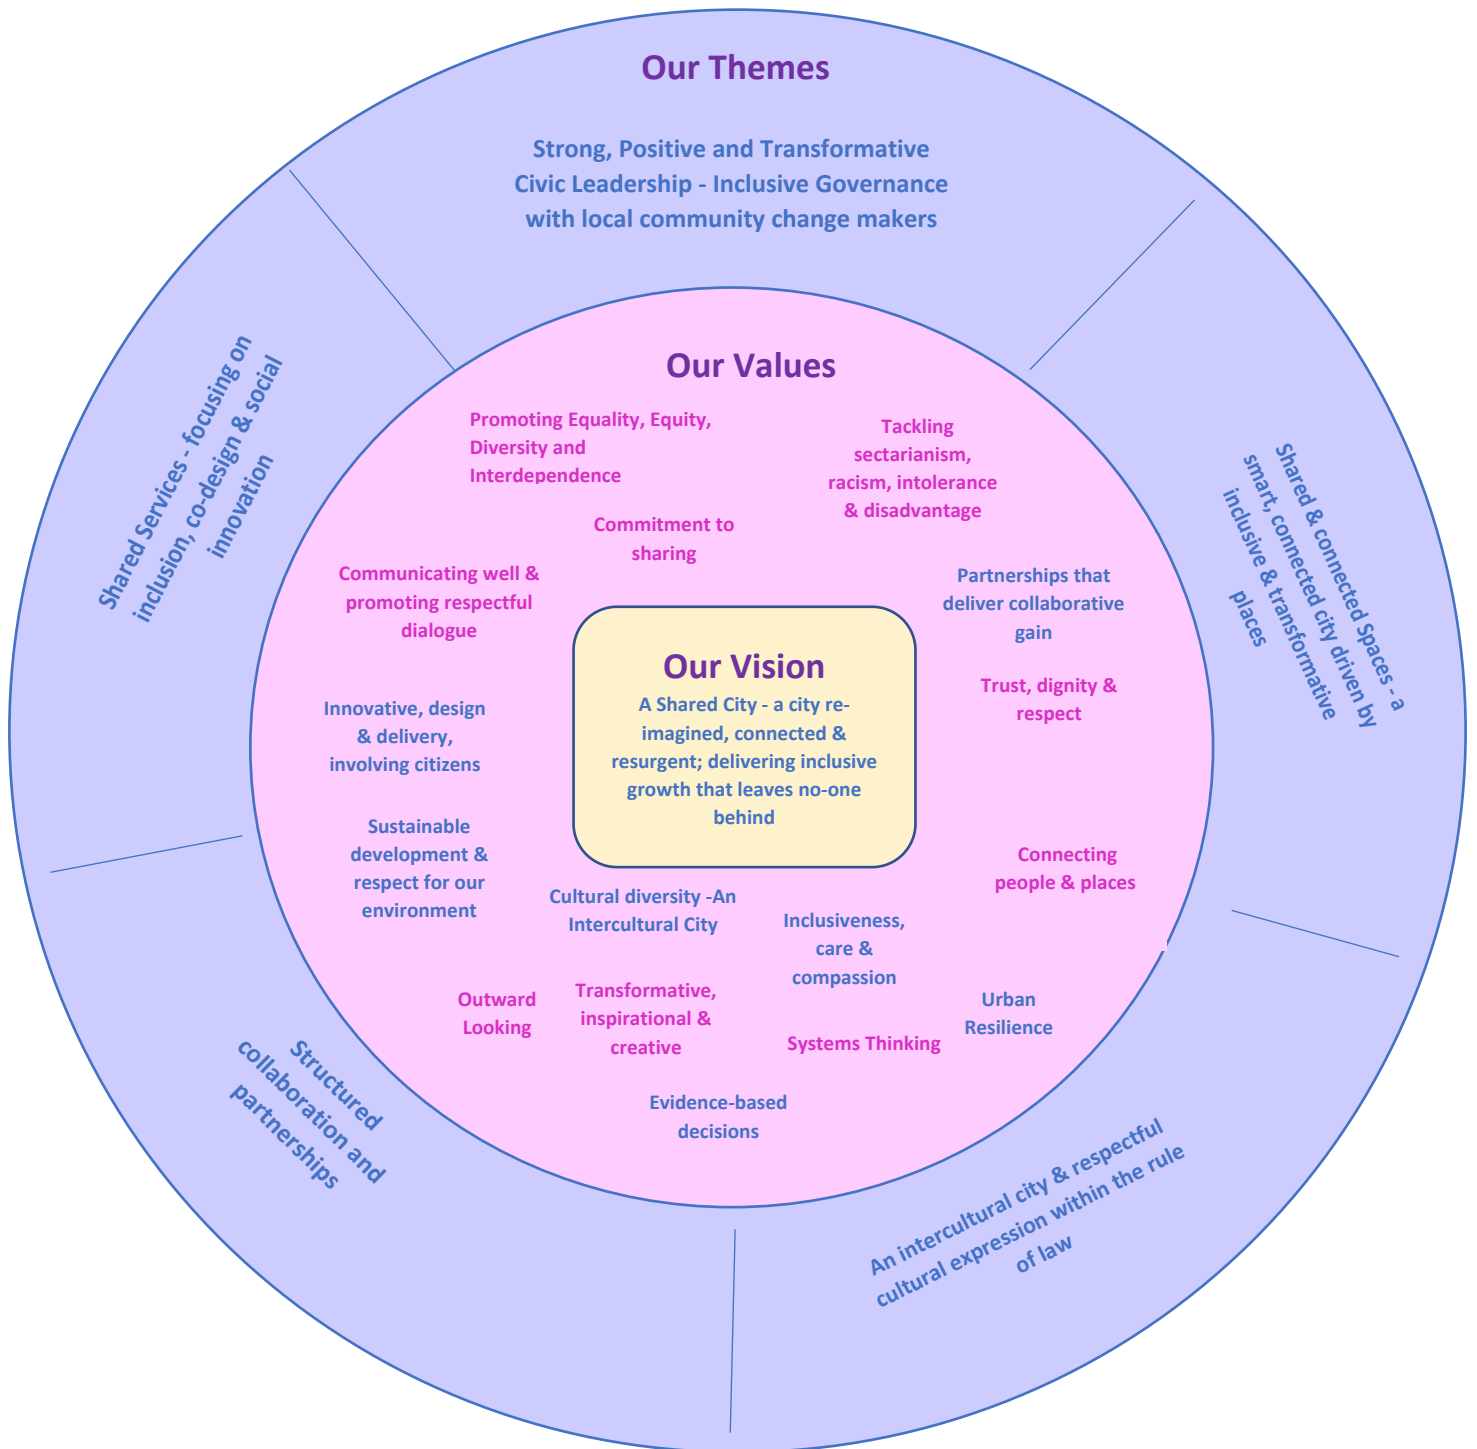 Our Themes
Strong, Positive and Transformative
Civic Leadership - Inclusive Governance
with local community change makers
Shared Services - focusing on
inclusion, co-design & social
innovation
Shared & connected Spaces - a
smart, connected city driven by
inclusive & transformative
places
Structured
collaboration and
partnerships
An intercultural city & respectful
cultural expression within the rule
of law
Our Values
Promoting Equality, Equity,
Diversity and
Interdependence
Tackling
sectarianism,
racism, intolerance
& disadvantage
Commitment to
sharing
Communicating well &
promoting respectful
dialogue
Partnerships that
deliver collaborative
gain
Trust, dignity &
respect
Innovative, design
& delivery,
involving citizens
Our Vision
A Shared City - a city re-
imagined, connected &
resurgent; delivering inclusive
growth that leaves no-one
behind
Sustainable
development &
respect for our
environment
Connecting
people & places
Cultural diversity -An
Intercultural City
Inclusiveness,
care &
compassion
Outward
Looking
Transformative,
inspirational &
creative
Systems Thinking
Urban
Resilience
Evidence-based
decisions